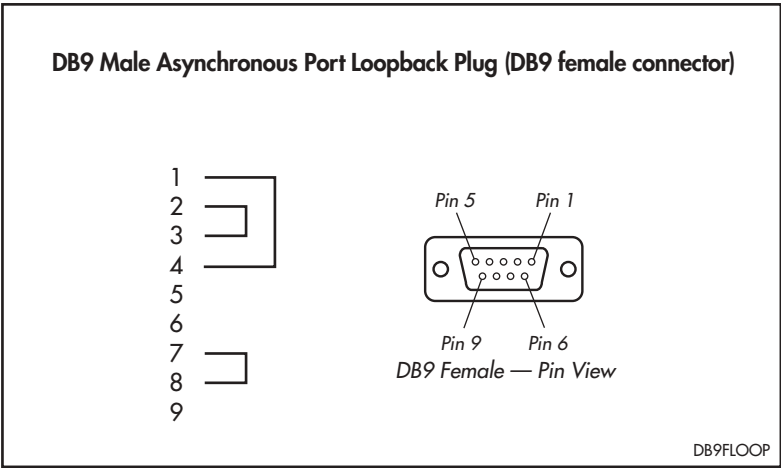 DB9 Male Asynchronous Port Loopback Plug (DB9 female connector)
1
2
3
4
5
6
7
8
9
Pin 5 Pin 1
Pin 9 Pin 6
DB9 Female — Pin View
DB9FLOOP